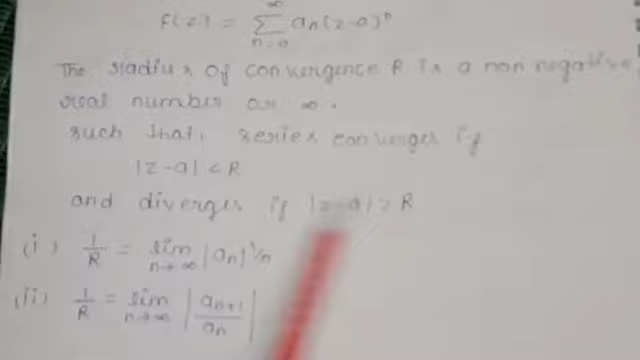 f(z) = ∞∑n=0 an(z-a)^n
The radius of convergence R is a non negative
real number or ∞.
such that, series converges if
|z-a| < R
and diverges if |z-a| > R
(i) 1/R = lim n→∞ |an|^1/n
(ii) 1/R = lim n→∞ |an+1/an|